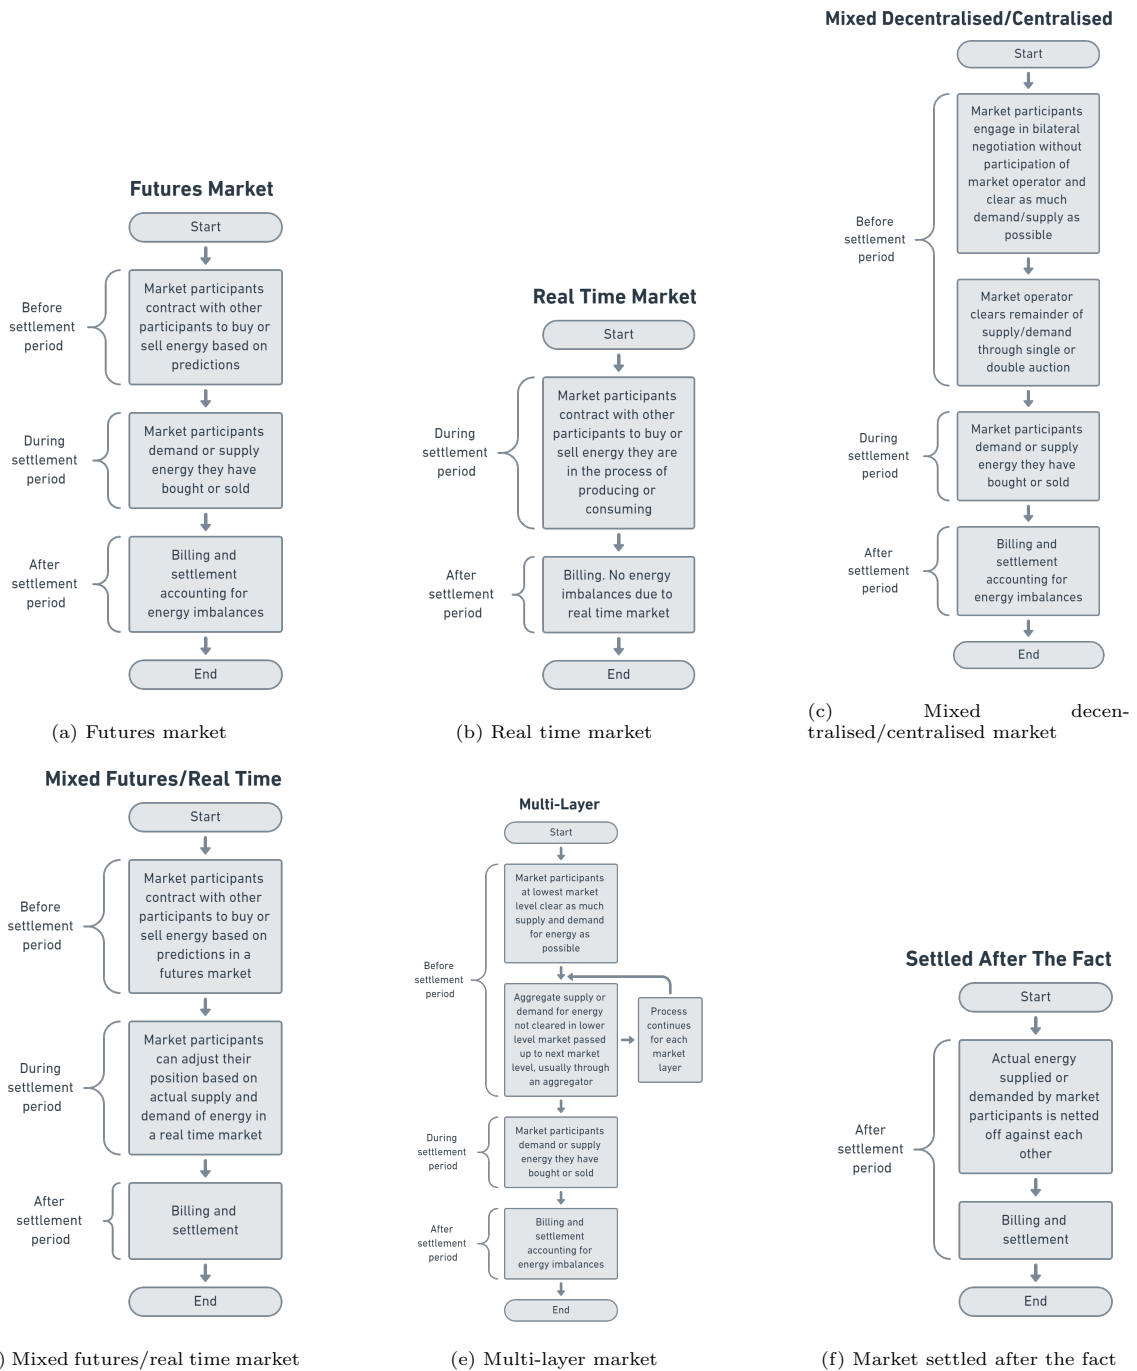 Futures Market
Start
Before
settlement
period
Market participants
contract with other
participants to buy or
sell energy based on
predictions
During
settlement
period
Market participants
demand or supply
energy they have
bought or sold
After
settlement
period
Billing and
settlement
accounting for
energy imbalances
End
(a) Futures market
Real Time Market
Start
During
settlement
period
Market participants
contract with other
participants to buy or
sell energy they are
in the process of
producing or
consuming
After
settlement
period
Billing. No energy
imbalances due to
real time market
End
(b) Real time market
Mixed Decentralised/Centralised
Start
Before
settlement
period
Market participants
engage in bilateral
negotiation without
participation of
market operator and
clear as much
demand/supply as
possible
Market operator
clears remainder of
supply/demand
through single or
double auction
During
settlement
period
Market participants
demand or supply
energy they have
bought or sold
After
settlement
period
Billing and
settlement
accounting for
energy imbalances
End
(c) Mixed decen-
tralised/centralised market
Mixed Futures/Real Time
Start
Before
settlement
period
Market participants
contract with other
participants to buy or
sell energy based on
predictions in a
futures market
During
settlement
period
Market participants
can adjust their
position based on
actual supply and
demand of energy in
a real time market
After
settlement
period
Billing and
settlement
End
) Mixed futures/real time market
Multi-Layer
Start
Before
settlement
period
Market participants
at lowest market
level clear as much
supply and demand
for energy as
possible
Aggregate supply or
demand for energy
not cleared in lower
level market passed
up to next market
level, usually through
an aggregator
Process
continues
for each
market
layer
During
settlement
period
Market participants
demand or supply
energy they have
bought or sold
After
settlement
period
Billing and
settlement
accounting for
energy imbalances
End
(e) Multi-layer market
Settled After The Fact
Start
After
settlement
period
Actual energy
supplied or
demanded by market
participants is netted
off against each
other
Billing and
settlement
End
(f) Market settled after the fact